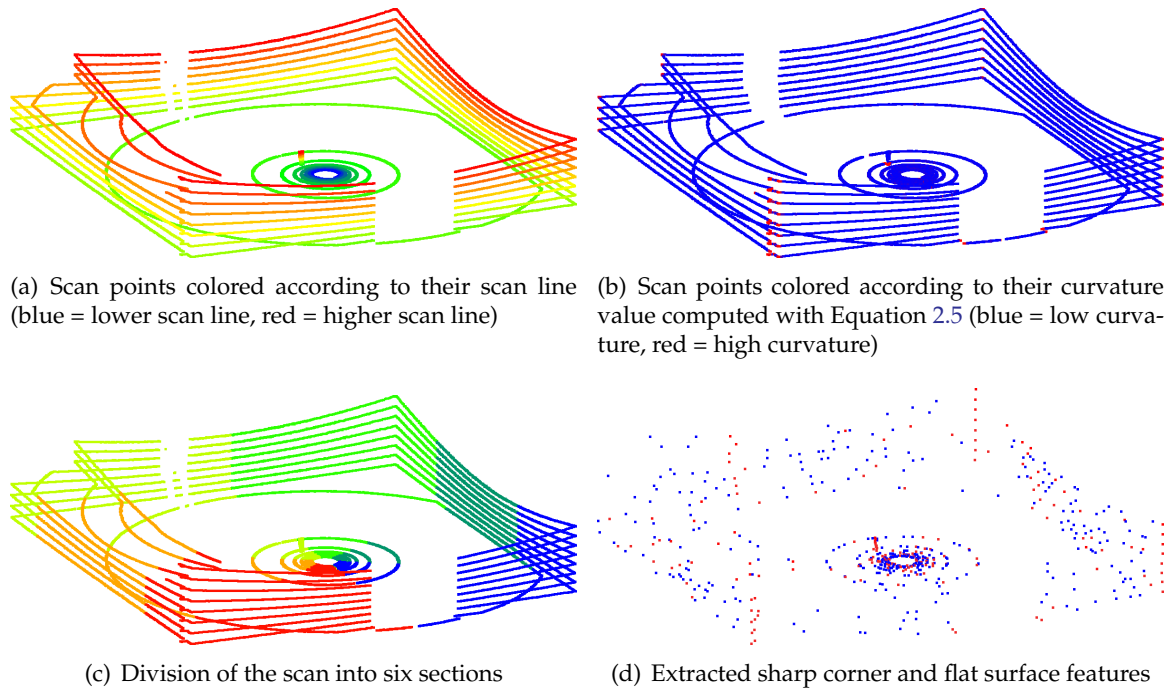 (a) Scan points colored according to their scan line
(blue = lower scan line, red = higher scan line)
(b) Scan points colored according to their curvature
value computed with Equation 2.5 (blue = low curva-
ture, red = high curvature)
(c) Division of the scan into six sections
(d) Extracted sharp corner and flat surface features